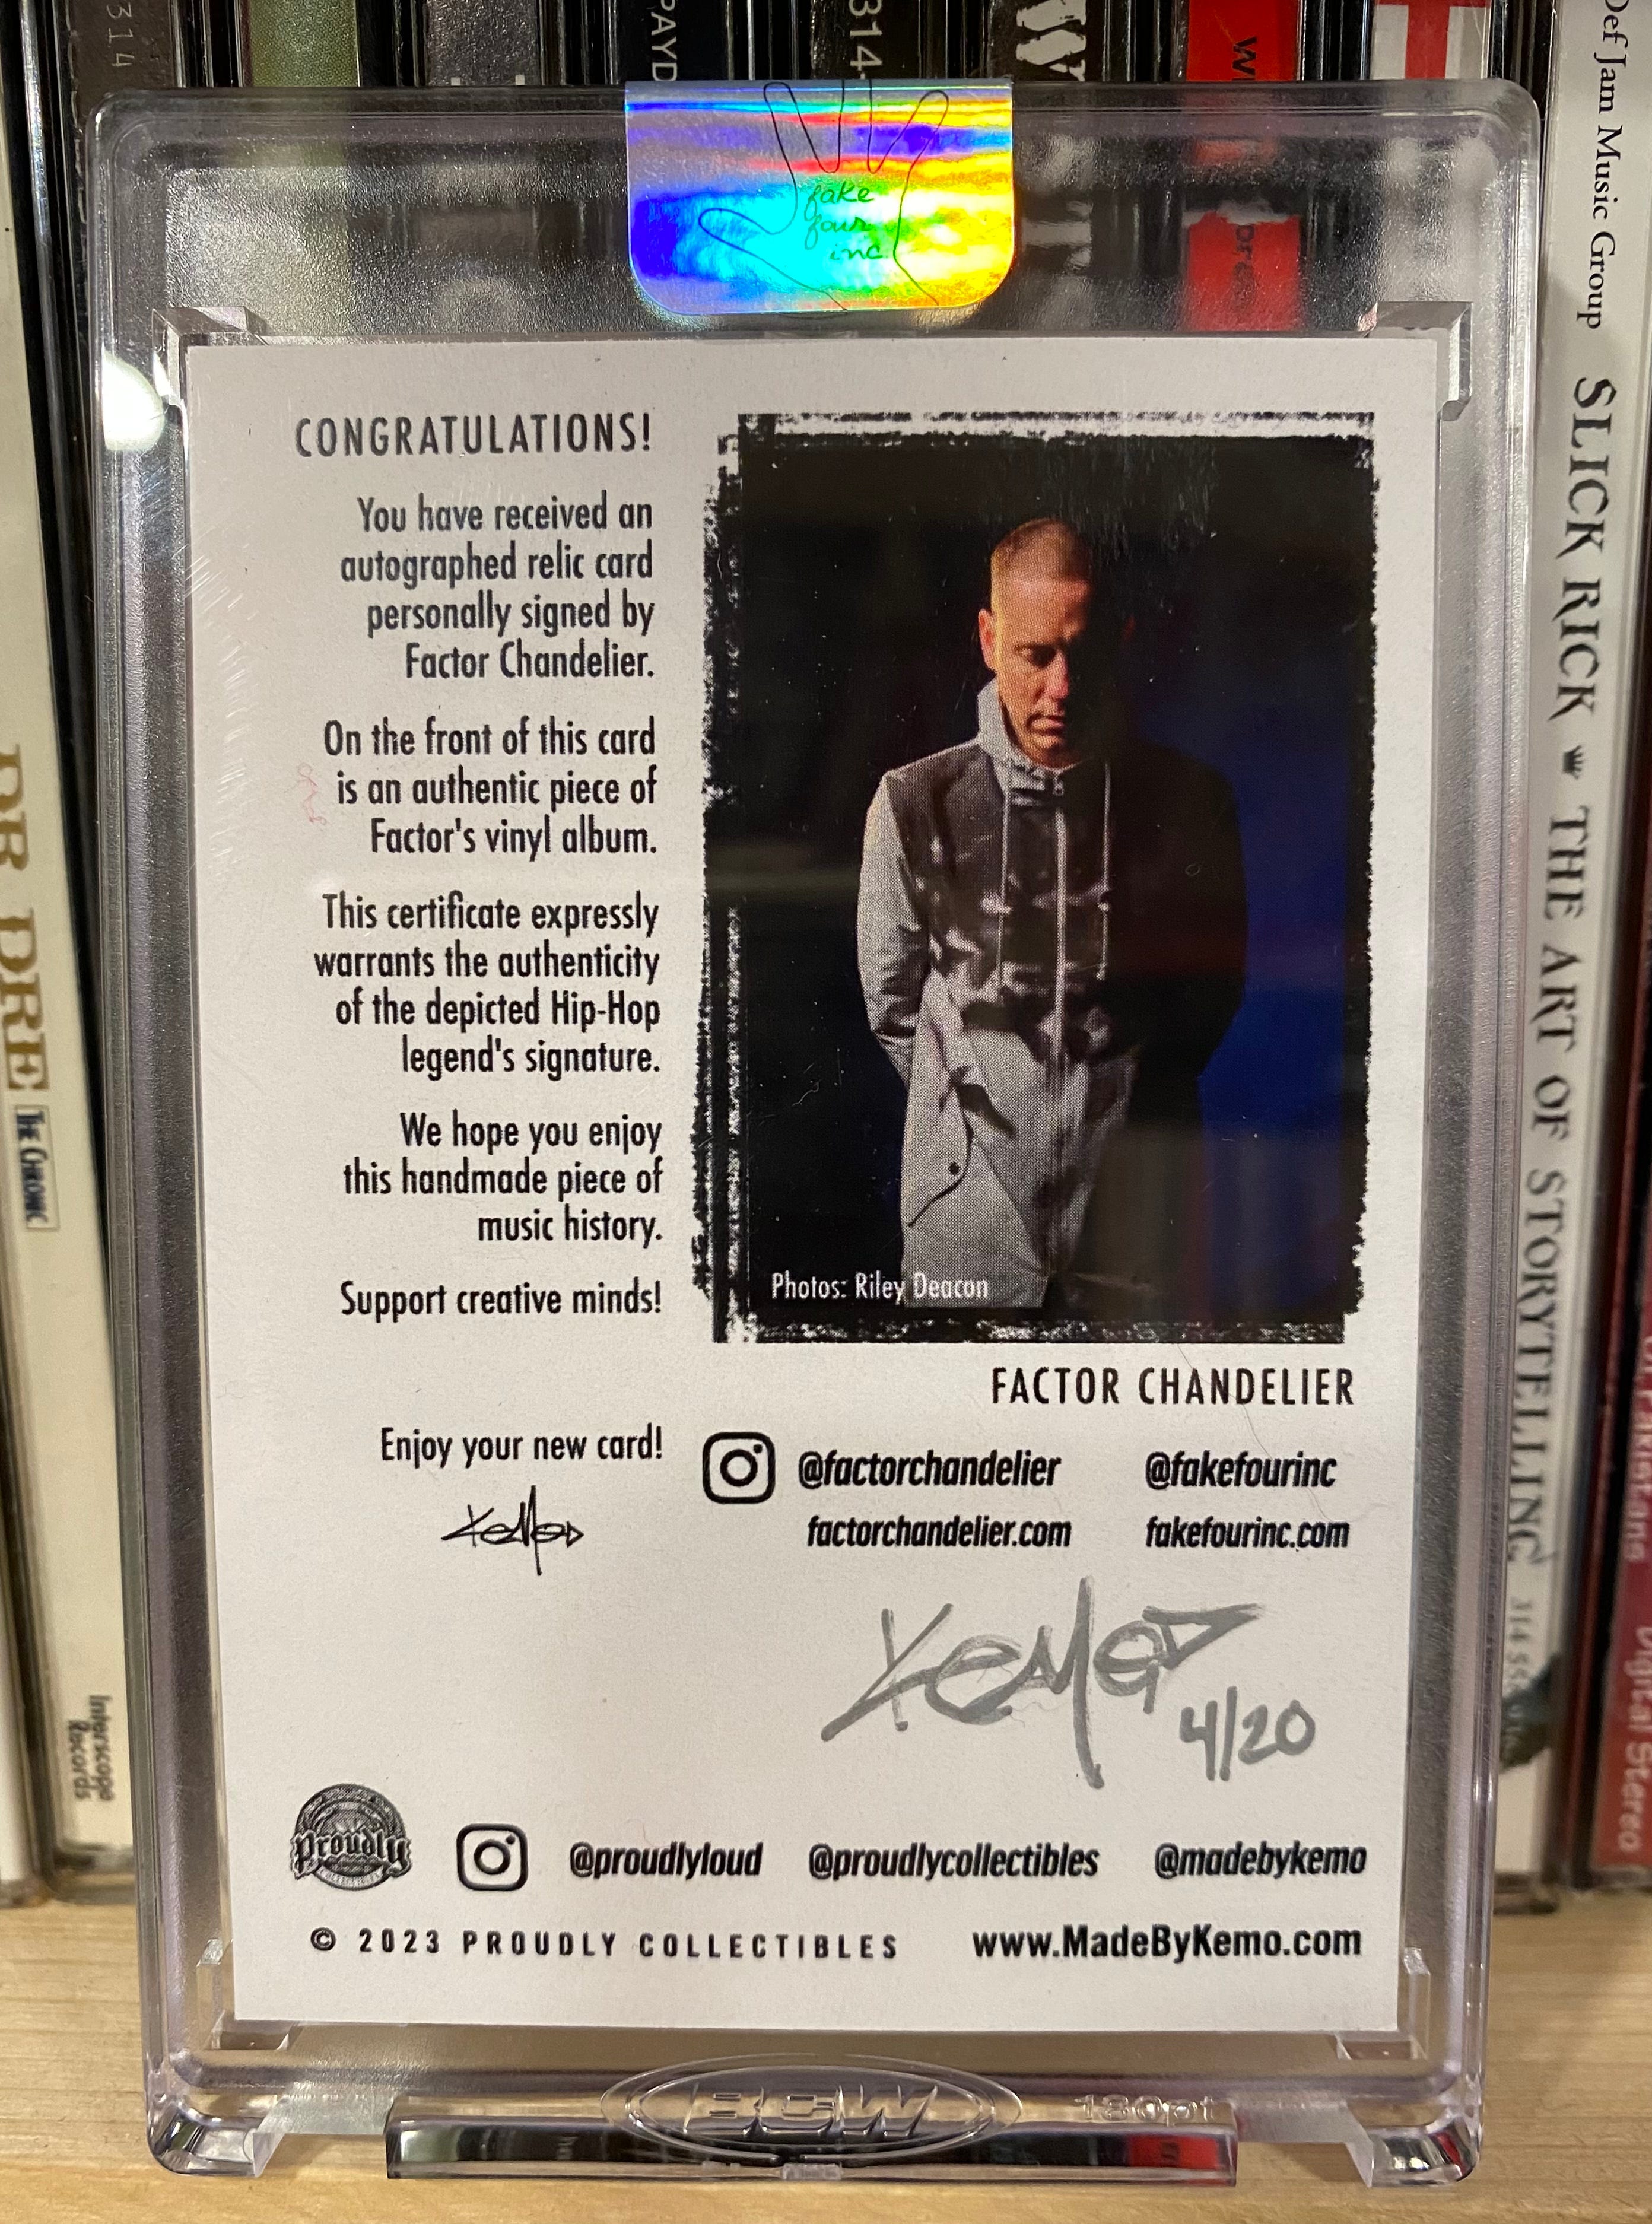 314
PAYD
314
W
Def Jam Music Group
SLICK RICK THE ART OF STORYTELLING
DR DRE
THE CHRONIC
Interscope
Records
Digital Stereo
fake
four
inc.
CONGRATULATIONS!
You have received an
autographed relic card
personally signed by
Factor Chandelier.
On the front of this card
is an authentic piece of
Factor's vinyl album.
This certificate expressly
warrants the authenticity
of the depicted Hip-Hop
legend's signature.
We hope you enjoy
this handmade piece of
music history.
Support creative minds!
Photos: Riley Deacon
FACTOR CHANDELIER
Enjoy your new card!
Kemo
@factorchandelier @fakefourinc
factorchandelier.com fakefourinc.com
Kemo
4/20
Proudly
@proudlyloud @proudlycollectibles @madebykemo
© 2023 PROUDLY COLLECTIBLES www.MadeByKemo.com
BCW 180pt